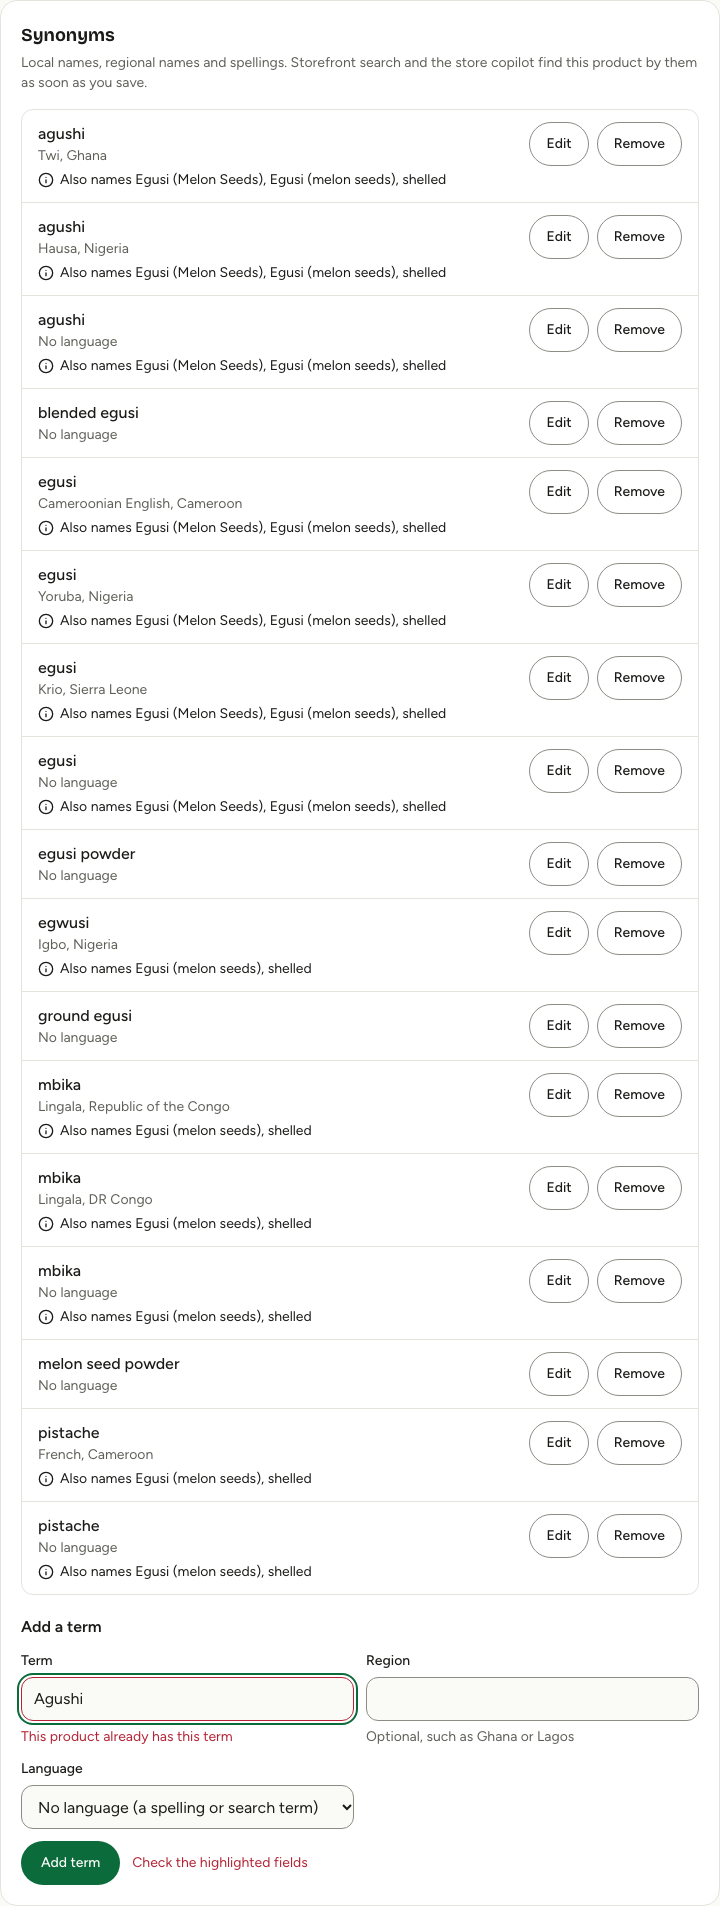 Synonyms
Local names, regional names and spellings. Storefront search and the store copilot find this product by them
as soon as you save.
agushi
Twi, Ghana
Also names Egusi (Melon Seeds), Egusi (melon seeds), shelled
Edit
Remove
agushi
Hausa, Nigeria
Also names Egusi (Melon Seeds), Egusi (melon seeds), shelled
Edit
Remove
agushi
No language
Also names Egusi (Melon Seeds), Egusi (melon seeds), shelled
Edit
Remove
blended egusi
No language
Edit
Remove
egusi
Cameroonian English, Cameroon
Also names Egusi (Melon Seeds), Egusi (melon seeds), shelled
Edit
Remove
egusi
Yoruba, Nigeria
Also names Egusi (Melon Seeds), Egusi (melon seeds), shelled
Edit
Remove
egusi
Krio, Sierra Leone
Also names Egusi (Melon Seeds), Egusi (melon seeds), shelled
Edit
Remove
egusi
No language
Also names Egusi (Melon Seeds), Egusi (melon seeds), shelled
Edit
Remove
egusi powder
No language
Edit
Remove
egwusi
Igbo, Nigeria
Also names Egusi (melon seeds), shelled
Edit
Remove
ground egusi
No language
Edit
Remove
mbika
Lingala, Republic of the Congo
Also names Egusi (melon seeds), shelled
Edit
Remove
mbika
Lingala, DR Congo
Also names Egusi (melon seeds), shelled
Edit
Remove
mbika
No language
Also names Egusi (melon seeds), shelled
Edit
Remove
melon seed powder
No language
Edit
Remove
pistache
French, Cameroon
Also names Egusi (melon seeds), shelled
Edit
Remove
pistache
No language
Also names Egusi (melon seeds), shelled
Edit
Remove
Add a term
Term
Agushi
This product already has this term
Region
Optional, such as Ghana or Lagos
Language
No language (a spelling or search term)
Add term
Check the highlighted fields